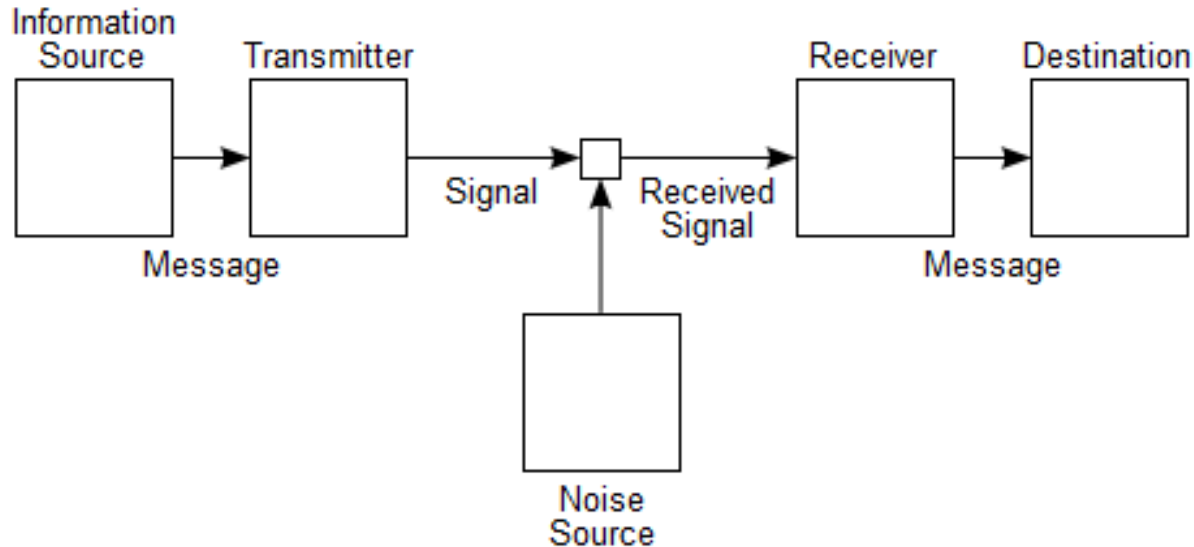 Information
Source
Transmitter
Receiver
Destination
Signal
Received
Signal
Message
Message
Noise
Source